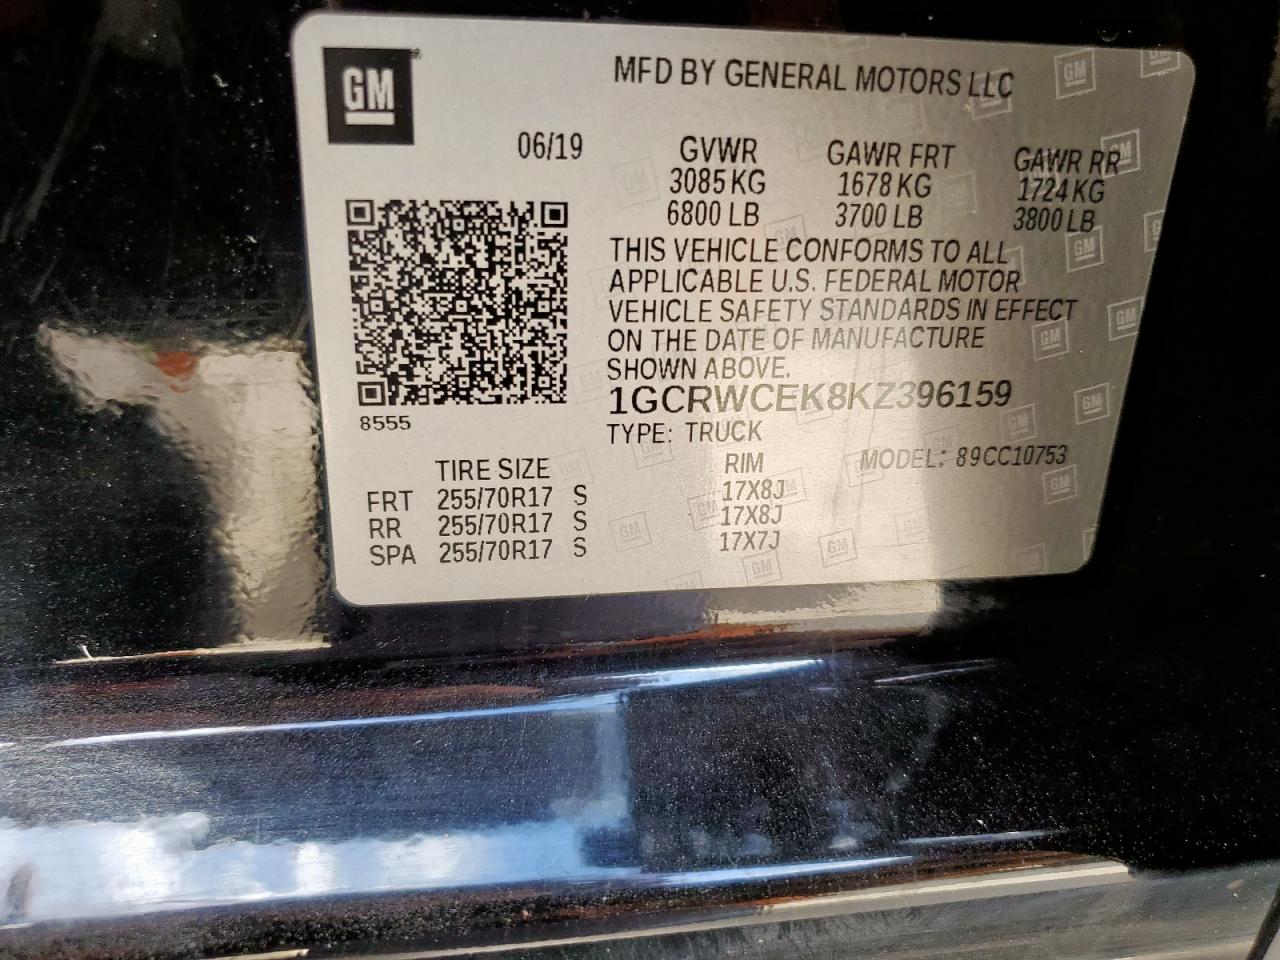 GM
MFD BY GENERAL MOTORS LLC
06/19 GVWR GAWR FRT GAWR RR
3085 KG 1678 KG 1724 KG
6800 LB 3700 LB 3800 LB
THIS VEHICLE CONFORMS TO ALL
APPLICABLE U.S. FEDERAL MOTOR
VEHICLE SAFETY STANDARDS IN EFFECT
ON THE DATE OF MANUFACTURE
SHOWN ABOVE.
1GCRWCEK8KZ396159
8555
TYPE: TRUCK
MODEL: 89CC10753
TIRE SIZE RIM
FRT 255/70R17 S 17X8J
RR 255/70R17 S 17X8J
SPA 255/70R17 S 17X7J